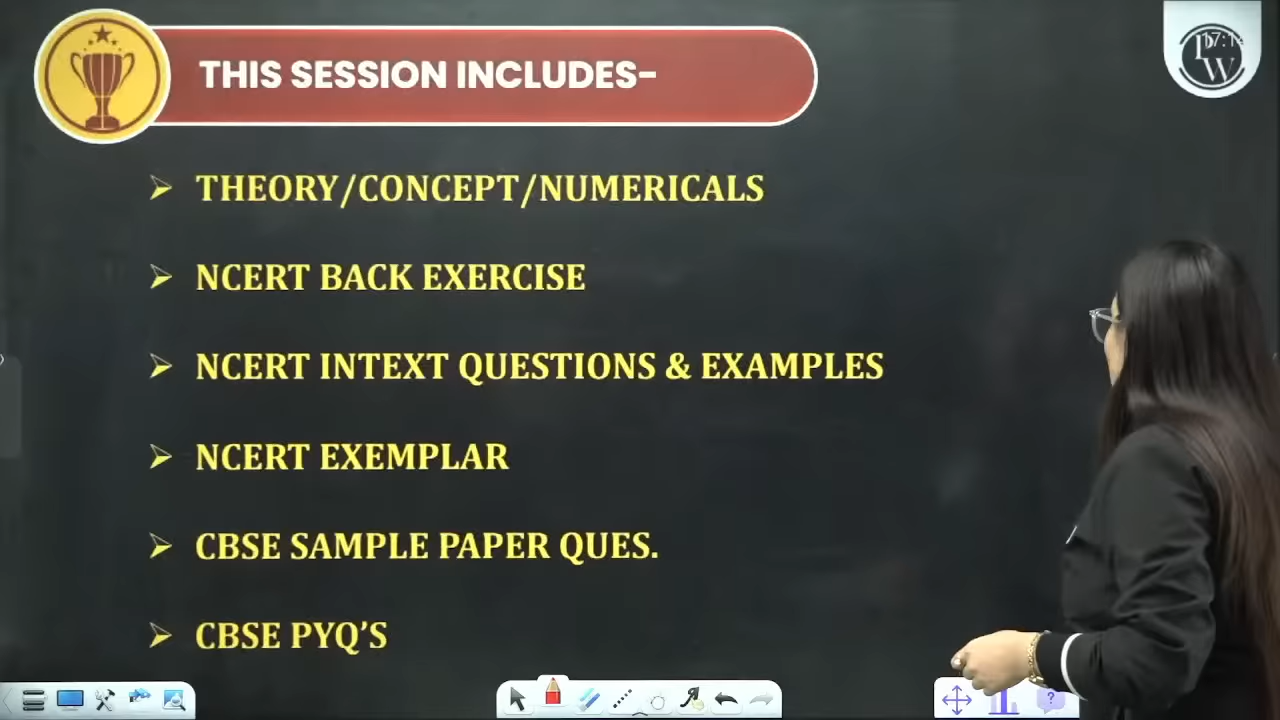 THIS SESSION INCLUDES-
THEORY/CONCEPT/NUMERICALS
NCERT BACK EXERCISE
NCERT INTEXT QUESTIONS & EXAMPLES
NCERT EXEMPLAR
CBSE SAMPLE PAPER QUES.
CBSE PYQ'S